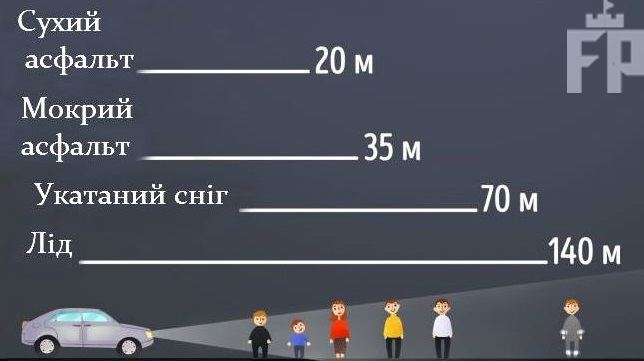 Сухий
асфальт 20 м
Мокрий
асфальт 35 м
Укатаний сніг 70 м
Лід 140 м
FP